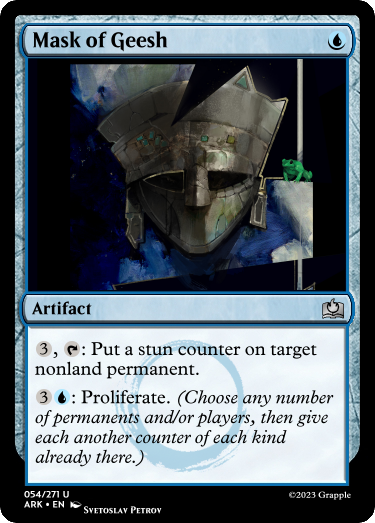 Mask of Geesh
Artifact
3, : Put a stun counter on target
nonland permanent.
3 : Proliferate. (Choose any number
of permanents and/or players, then give
each another counter of each kind
already there.)
054/271 U
ARK • EN Svetoslav Petrov
©2023 Grapple